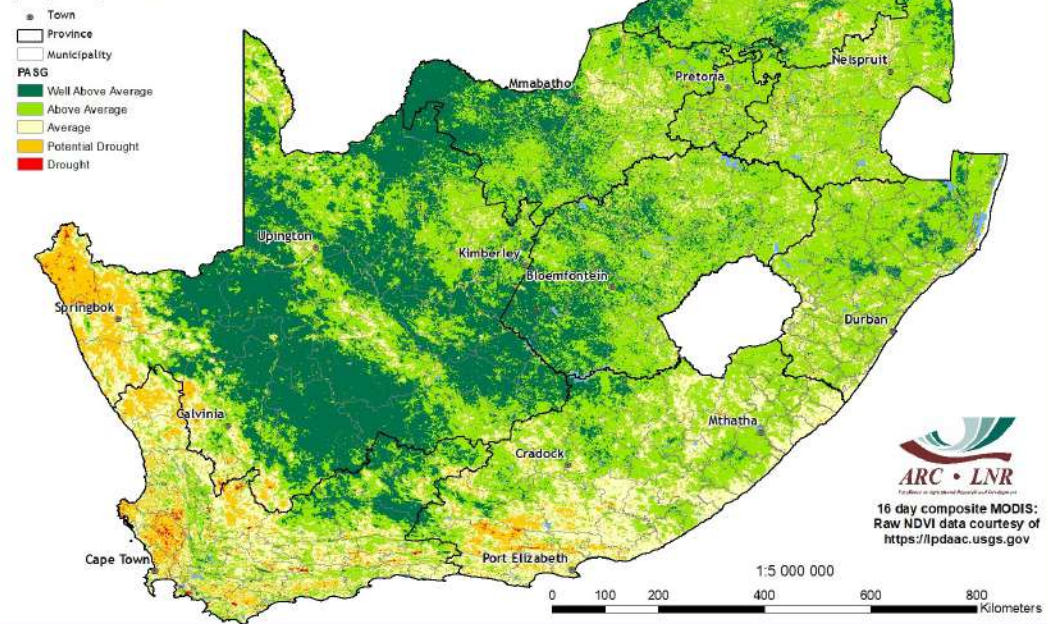 Town
Province
Municipality
PASG
Well Above Average
Above Average
Average
Potential Drought
Drought
Mmabatho
Pretoria
Nelspruit
Upington
Kimberley
Bloemfontein
Springbok
Durban
Calvinia
Mthatha
Cradock
Cape Town
Port Elizabeth
ARC • LNR
16 day composite MODIS:
Raw NDVI data courtesy of
https://lpdaac.usgs.gov
1:5 000 000
0 100 200 400 600 800
Kilometers